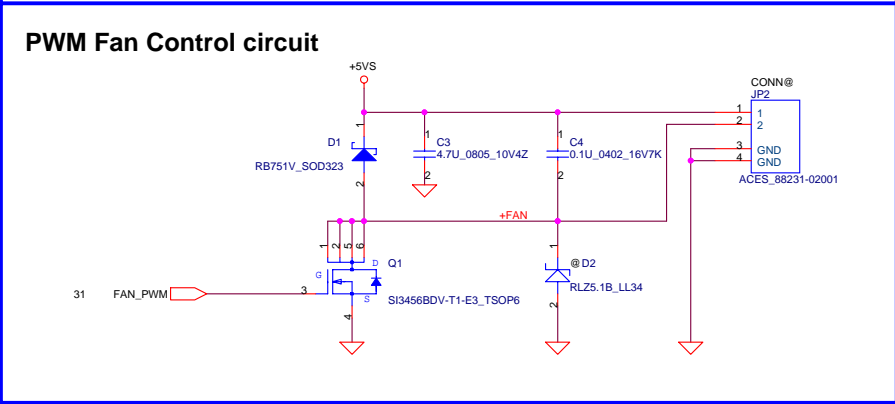 PWM Fan Control circuit
+5VS
CONN@
JP2
1 1
2 2
3 GND
4 GND
ACES_88231-02001
1
D1
RB751V_SOD323
2
1
C3
4.7U_0805_10V4Z
2
1
C4
0.1U_0402_16V7K
2
+FAN
1 2 5 6
D
Q1
G
S
SI3456BDV-T1-E3_TSOP6
3
4
1
@ D2
RLZ5.1B_LL34
2
31 FAN_PWM